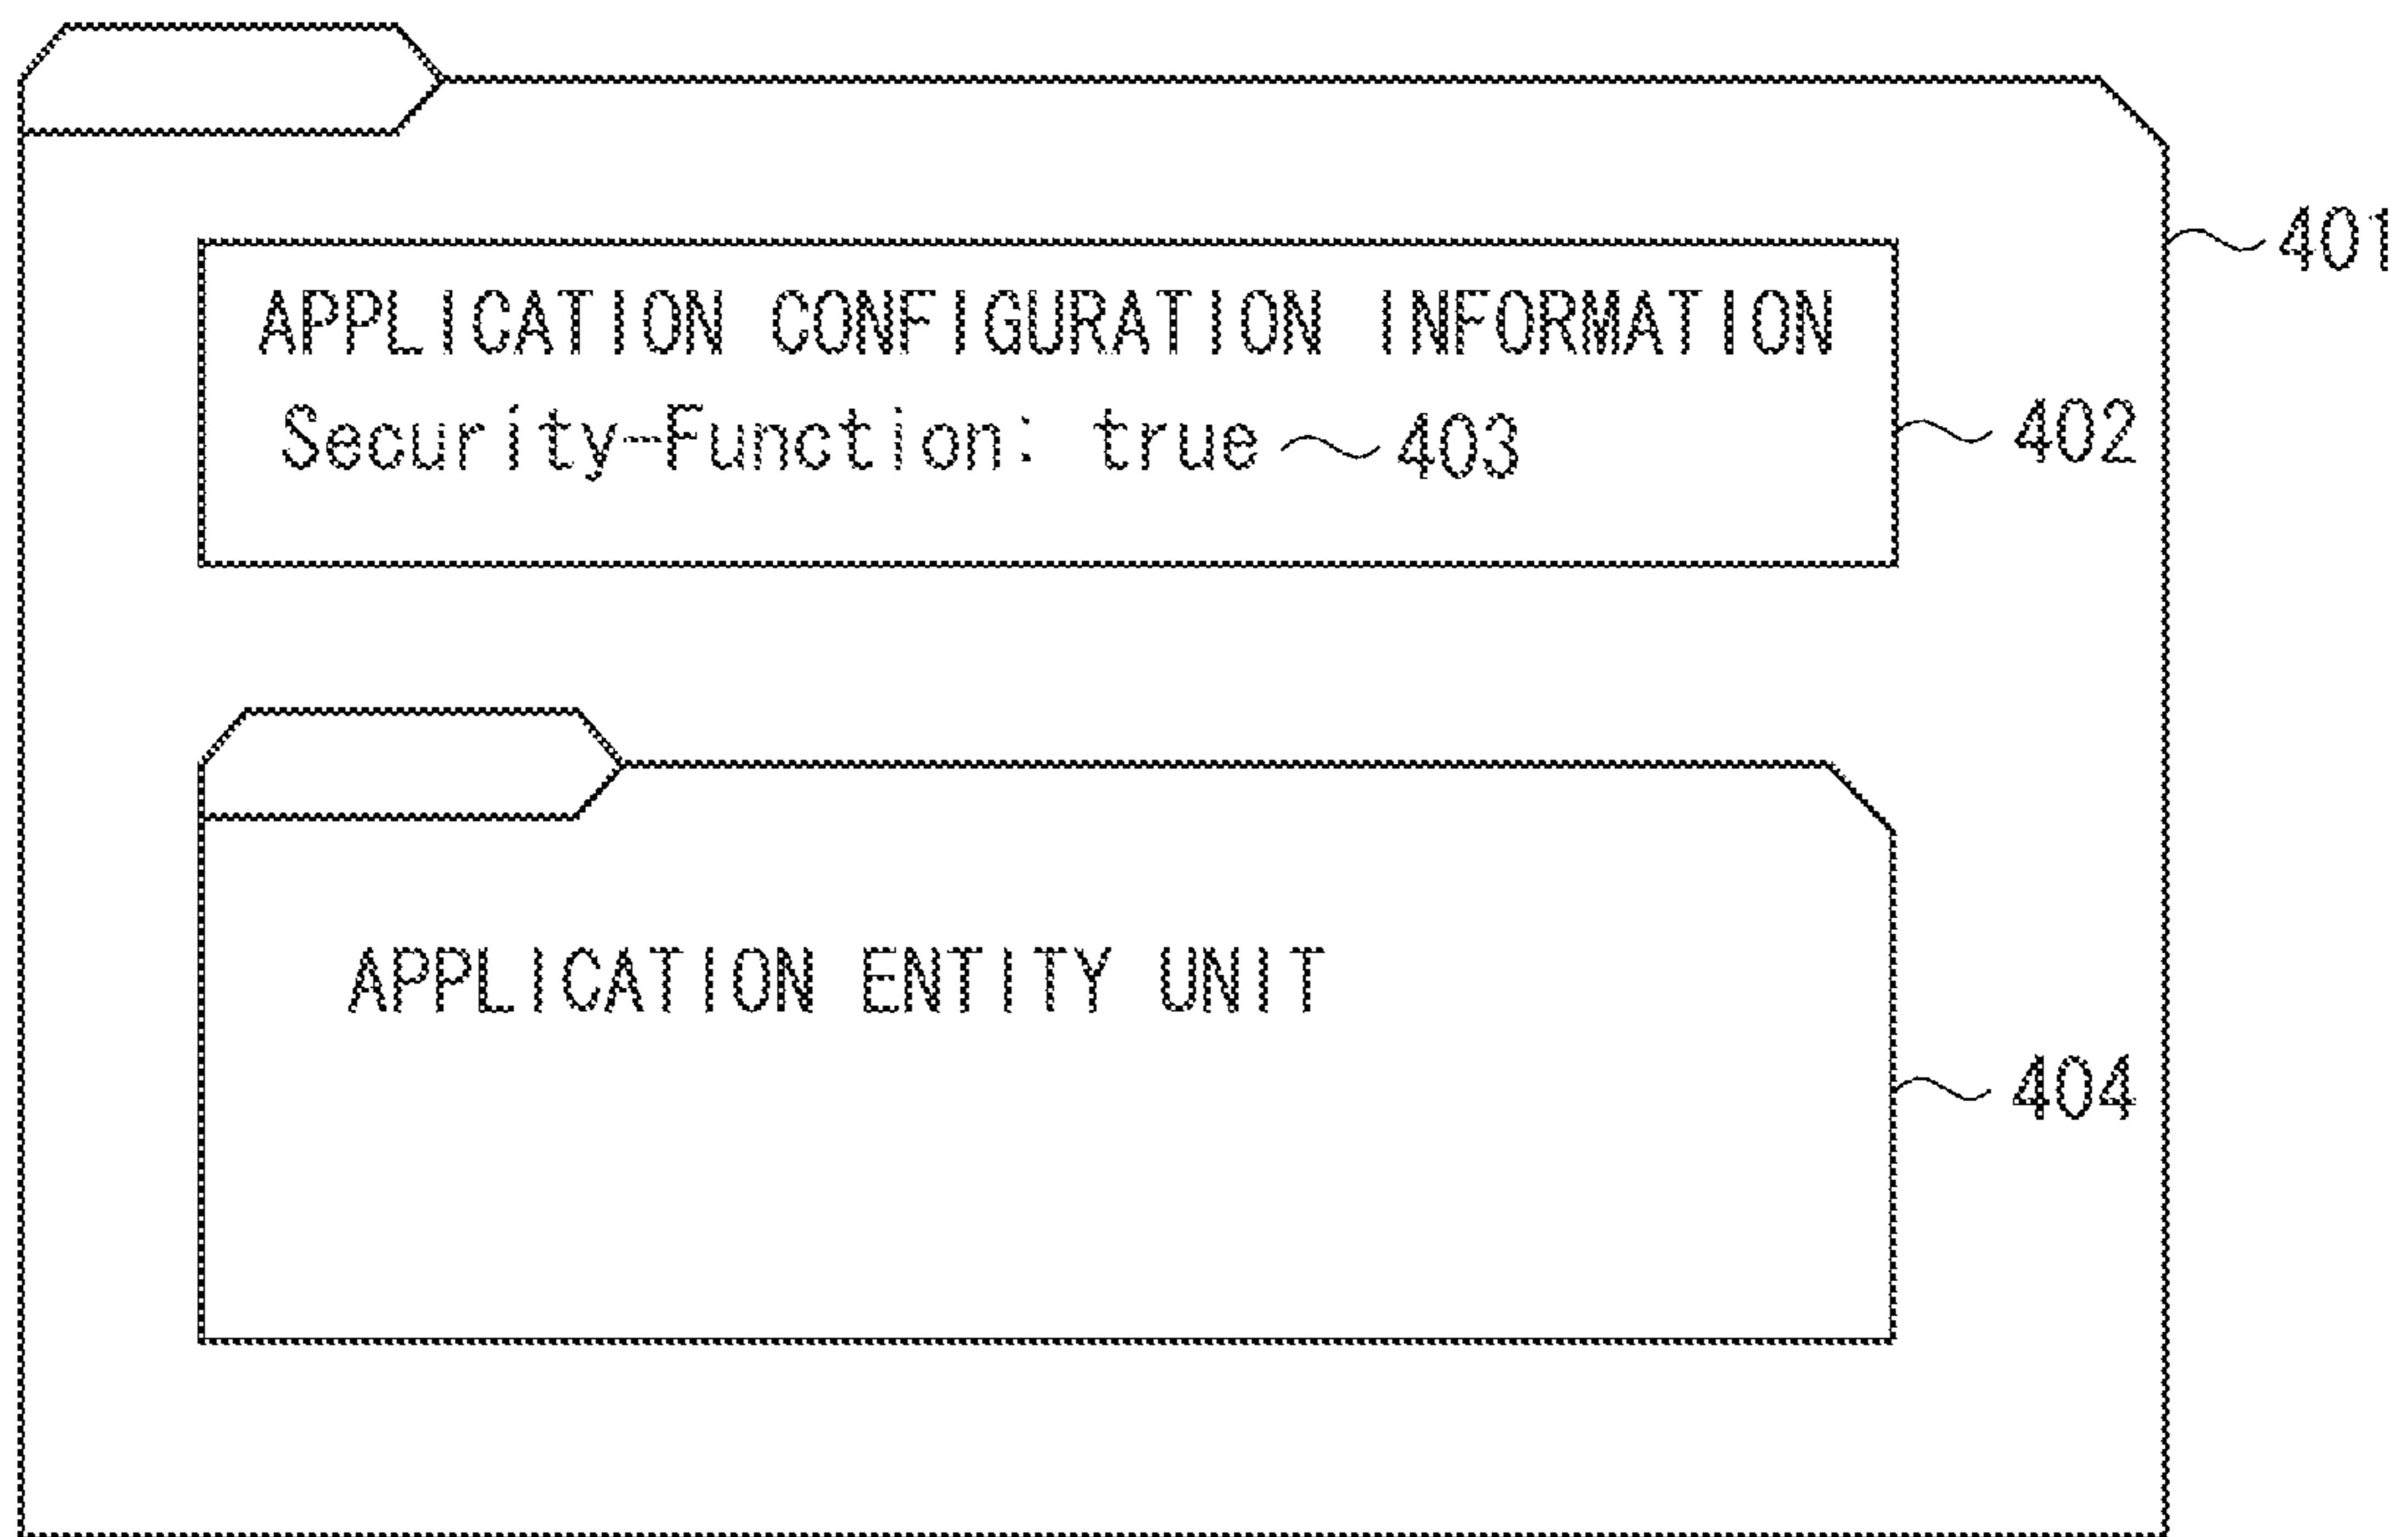 401
APPLICATION CONFIGURATION INFORMATION
Security-Function: true 403
402
APPLICATION ENTITY UNIT
404